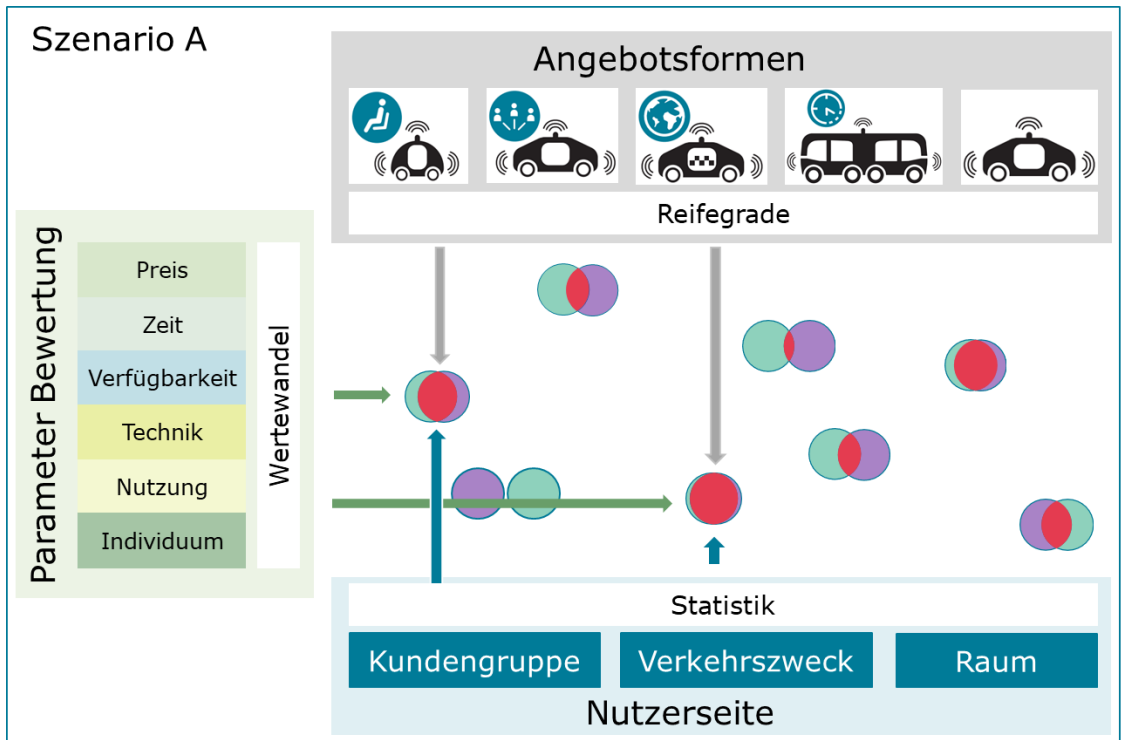 Szenario A
Angebotsformen
Reifegrade
Parameter Bewertung
Preis
Zeit
Verfügbarkeit
Technik
Nutzung
Individuum
Wertewandel
Statistik
Kundengruppe
Verkehrszweck
Raum
Nutzerseite